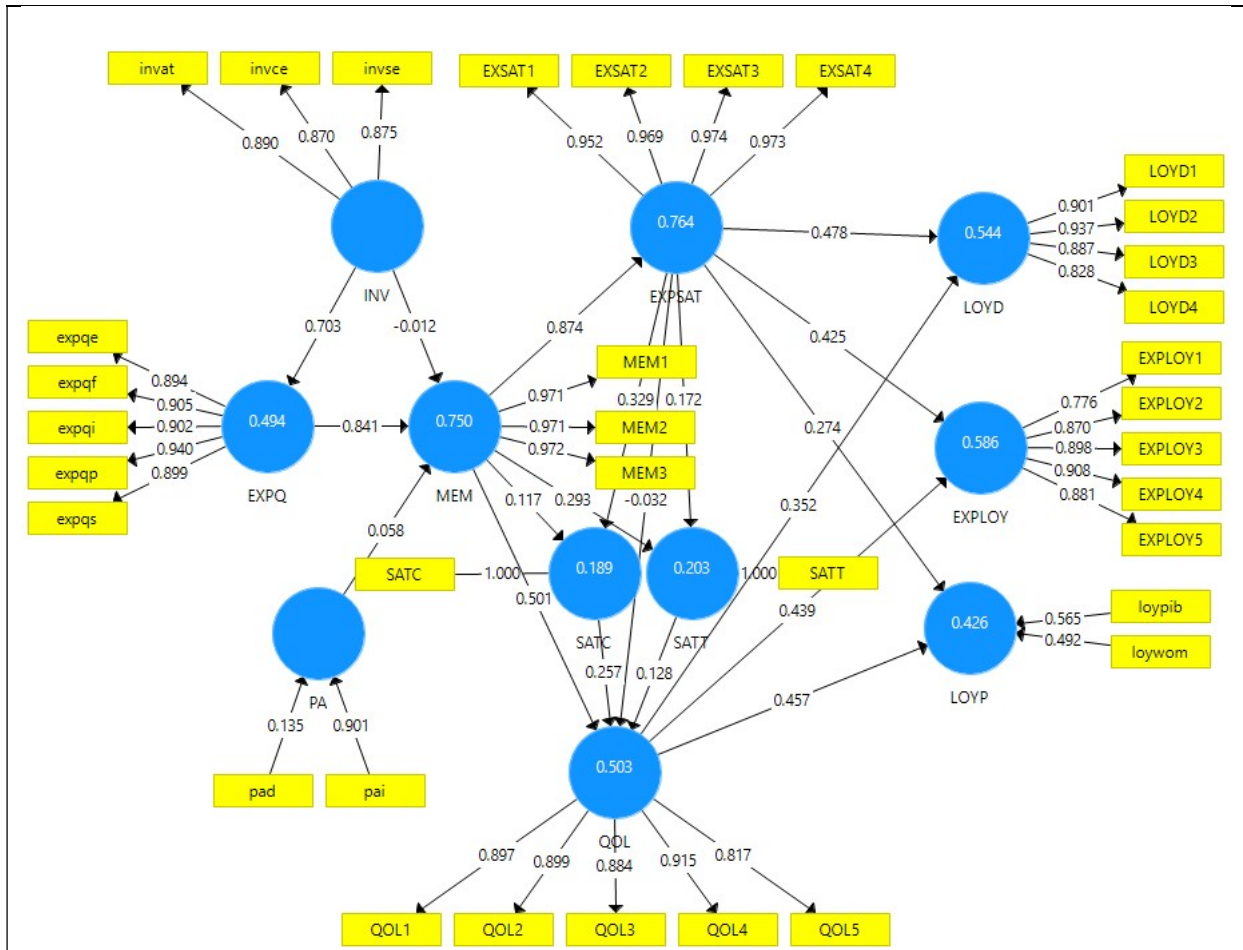 invat
invce
invse
EXSAT1
EXSAT2
EXSAT3
EXSAT4
0.890
0.870
0.875
0.952
0.969
0.974
0.973
INV
0.764
EXPSAT
0.478
0.544
LOYD
0.901
0.937
0.887
0.828
LOYD1
LOYD2
LOYD3
LOYD4
0.703
-0.012
0.874
0.425
expqe
expqf
expqi
expqp
expqs
0.894
0.905
0.902
0.940
0.899
0.494
EXPQ
0.841
0.750
MEM
0.971
0.971
0.972
MEM1
MEM2
MEM3
0.329
0.172
0.274
0.586
EXPLOY
0.776
0.870
0.898
0.908
0.881
EXPLOY1
EXPLOY2
EXPLOY3
EXPLOY4
EXPLOY5
0.058
0.117
0.293
-0.032
0.352
SATC
1.000
0.189
SATC
0.203
SATT
1.000
SATT
0.501
0.439
0.257
0.128
0.457
0.426
LOYP
0.565
0.492
loypib
loywom
PA
0.135
0.901
pad
pai
0.503
QOL
0.897
0.899
0.884
0.915
0.817
QOL1
QOL2
QOL3
QOL4
QOL5